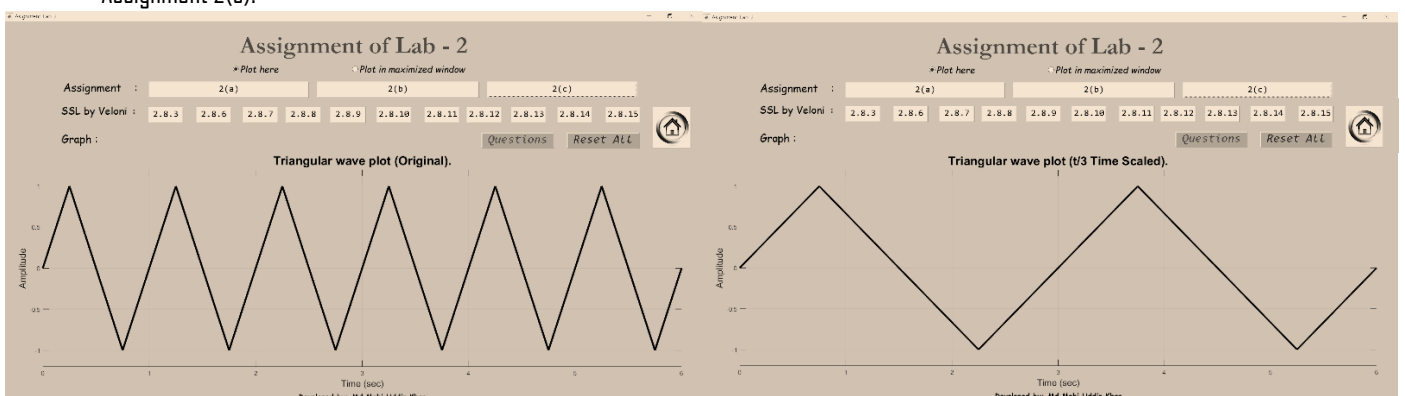 Assignment 2(c):
Assignment of Lab - 2
Plot here Plot in maximized window
Assignment : 2(a) 2(b) 2(c)
SSL by Veloni : 2.8.3 2.8.6 2.8.7 2.8.8 2.8.9 2.8.10 2.8.11 2.8.12 2.8.13 2.8.14 2.8.15
Graph : Questions Reset All
Triangular wave plot (Original).
1
0.5
0
-0.5
-1
Amplitude
0 1 2 3 4 5 6
Time (sec)
Assignment of Lab - 2
Plot here Plot in maximized window
Assignment : 2(a) 2(b) 2(c)
SSL by Veloni : 2.8.3 2.8.6 2.8.7 2.8.8 2.8.9 2.8.10 2.8.11 2.8.12 2.8.13 2.8.14 2.8.15
Graph : Questions Reset All
Triangular wave plot (t/3 Time Scaled).
1
0.5
0
-0.5
-1
Amplitude
0 1 2 3 4 5 6
Time (sec)
Developed by: Md Mohi Uddin Khan